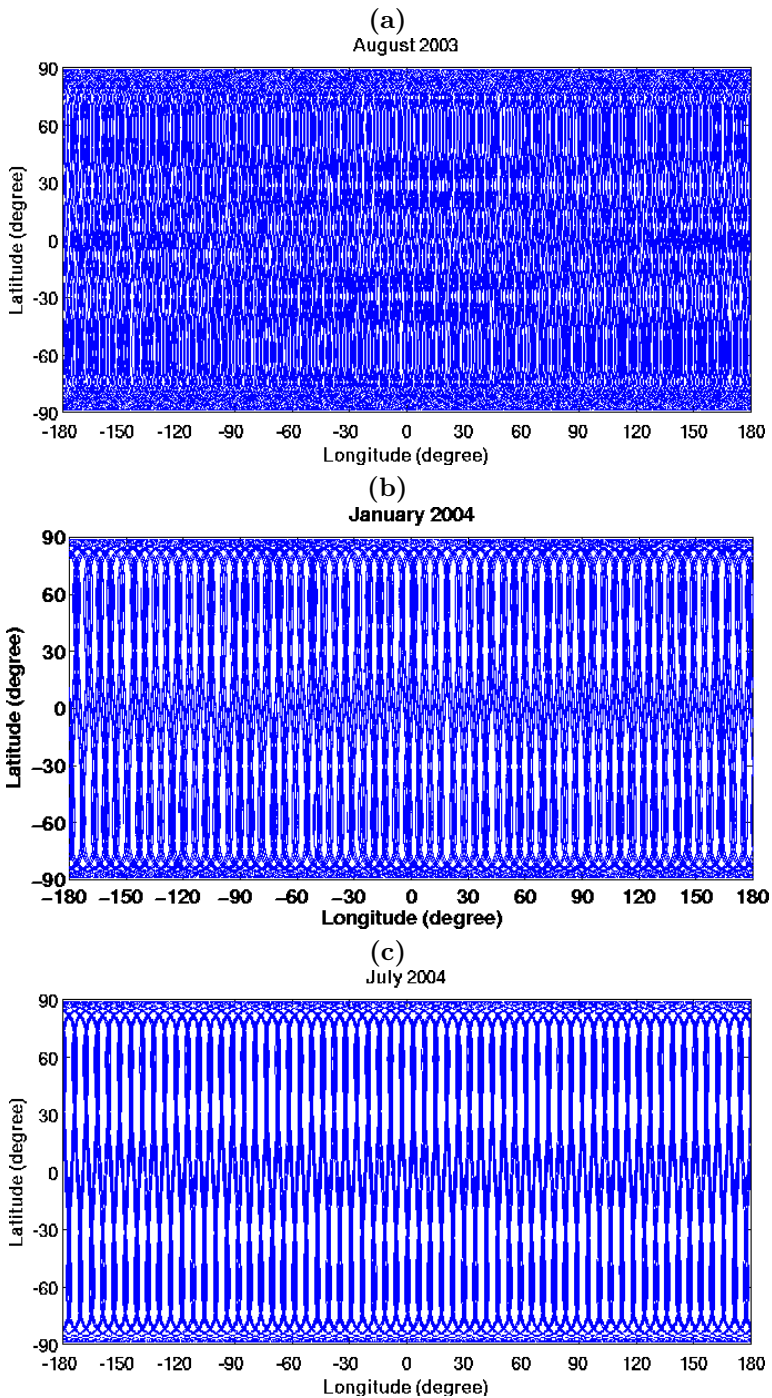 (a)
August 2003
90
60
30
0
-30
-60
-90
Latitude (degree)
-180 -150 -120 -90 -60 -30 0 30 60 90 120 150 180
Longitude (degree)
(b)
January 2004
90
60
30
0
−30
−60
−90
Latitude (degree)
−180 −150 −120 −90 −60 −30 0 30 60 90 120 150 180
Longitude (degree)
(c)
July 2004
90
60
30
0
-30
-60
-90
Latitude (degree)
-180 -150 -120 -90 -60 -30 0 30 60 90 120 150 180
Longitude (degree)